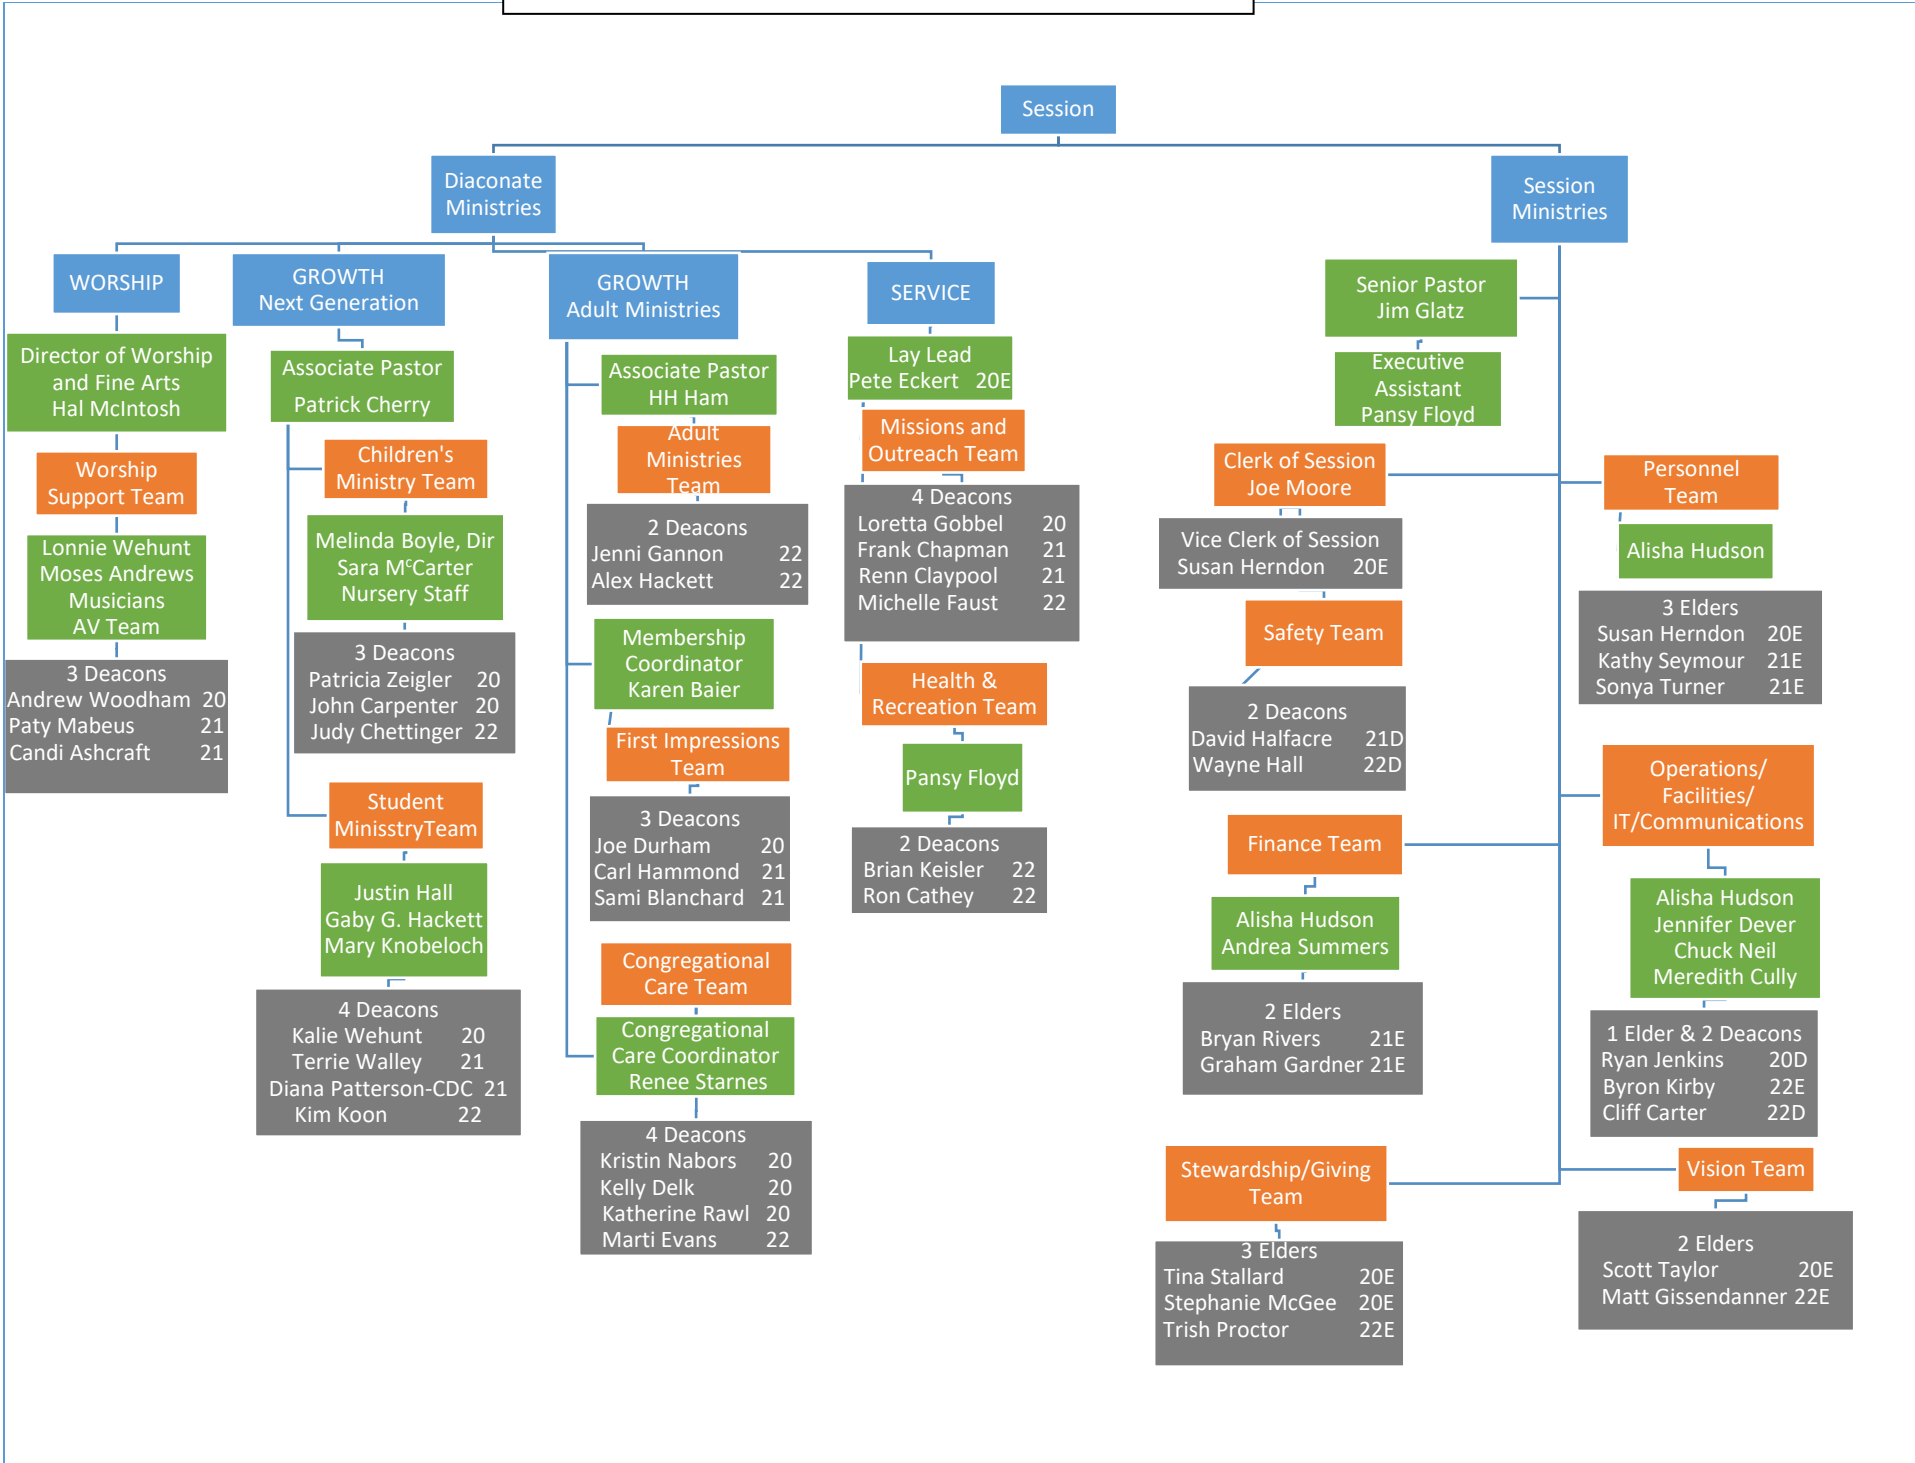 Session
Diaconate
Ministries
Session
Ministries
WORSHIP
Director of Worship
and Fine Arts
Hal McIntosh
Worship
Support Team
Lonnie Wehunt
Moses Andrews
Musicians
AV Team
3 Deacons
Andrew Woodham 20
Paty Mabeus 21
Candi Ashcraft 21
GROWTH
Next Generation
Associate Pastor
Patrick Cherry
Children's
Ministry Team
Melinda Boyle, Dir
Sara MᶜCarter
Nursery Staff
3 Deacons
Patricia Zeigler 20
John Carpenter 20
Judy Chettinger 22
Student
MinisstryTeam
Justin Hall
Gaby G. Hackett
Mary Knobeloch
4 Deacons
Kalie Wehunt 20
Terrie Walley 21
Diana Patterson-CDC 21
Kim Koon 22
GROWTH
Adult Ministries
Associate Pastor
HH Ham
Adult
Ministries
Team
2 Deacons
Jenni Gannon 22
Alex Hackett 22
Membership
Coordinator
Karen Baier
First Impressions
Team
3 Deacons
Joe Durham 20
Carl Hammond 21
Sami Blanchard 21
Congregational
Care Team
Congregational
Care Coordinator
Renee Starnes
4 Deacons
Kristin Nabors 20
Kelly Delk 20
Katherine Rawl 20
Marti Evans 22
SERVICE
Lay Lead
Pete Eckert 20E
Missions and
Outreach Team
4 Deacons
Loretta Gobbel 20
Frank Chapman 21
Renn Claypool 21
Michelle Faust 22
Health &
Recreation Team
Pansy Floyd
2 Deacons
Brian Keisler 22
Ron Cathey 22
Senior Pastor
Jim Glatz
Executive
Assistant
Pansy Floyd
Clerk of Session
Joe Moore
Vice Clerk of Session
Susan Herndon 20E
Safety Team
2 Deacons
David Halfacre 21D
Wayne Hall 22D
Finance Team
Alisha Hudson
Andrea Summers
2 Elders
Bryan Rivers 21E
Graham Gardner 21E
Stewardship/Giving
Team
3 Elders
Tina Stallard 20E
Stephanie McGee 20E
Trish Proctor 22E
Personnel
Team
Alisha Hudson
3 Elders
Susan Herndon 20E
Kathy Seymour 21E
Sonya Turner 21E
Operations/
Facilities/
IT/Communications
Alisha Hudson
Jennifer Dever
Chuck Neil
Meredith Cully
1 Elder & 2 Deacons
Ryan Jenkins 20D
Byron Kirby 22E
Cliff Carter 22D
Vision Team
2 Elders
Scott Taylor 20E
Matt Gissendanner 22E